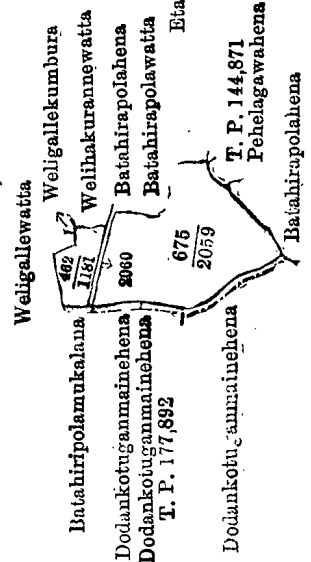 Weligallewatta
Weligallekumbura
Welihakurannewatta
Batahirapolahena
Batahirapolawatta
Eta
462
1181
2060
675
2059
T. P. 144,871
Pehelagawahena
Batahirapolahena
Batahiripolamukalana
Dodankotuganmainehena
Dodankotuganmainehena
T. P. 177,892
Dodankotuganmainehena